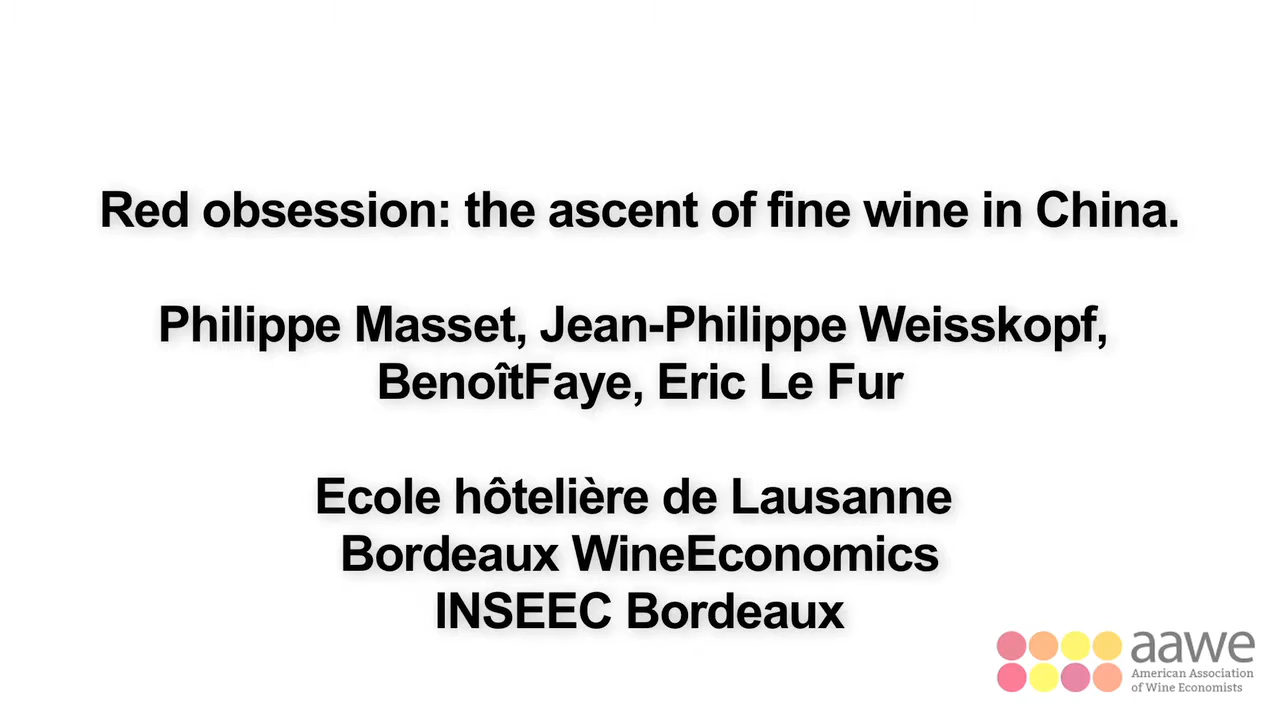 Red obsession: the ascent of fine wine in China.
Philippe Masset, Jean-Philippe Weisskopf,
BenoîtFaye, Eric Le Fur
Ecole hôtelière de Lausanne
Bordeaux WineEconomics
INSEEC Bordeaux
aawe
American Association
of Wine Economists